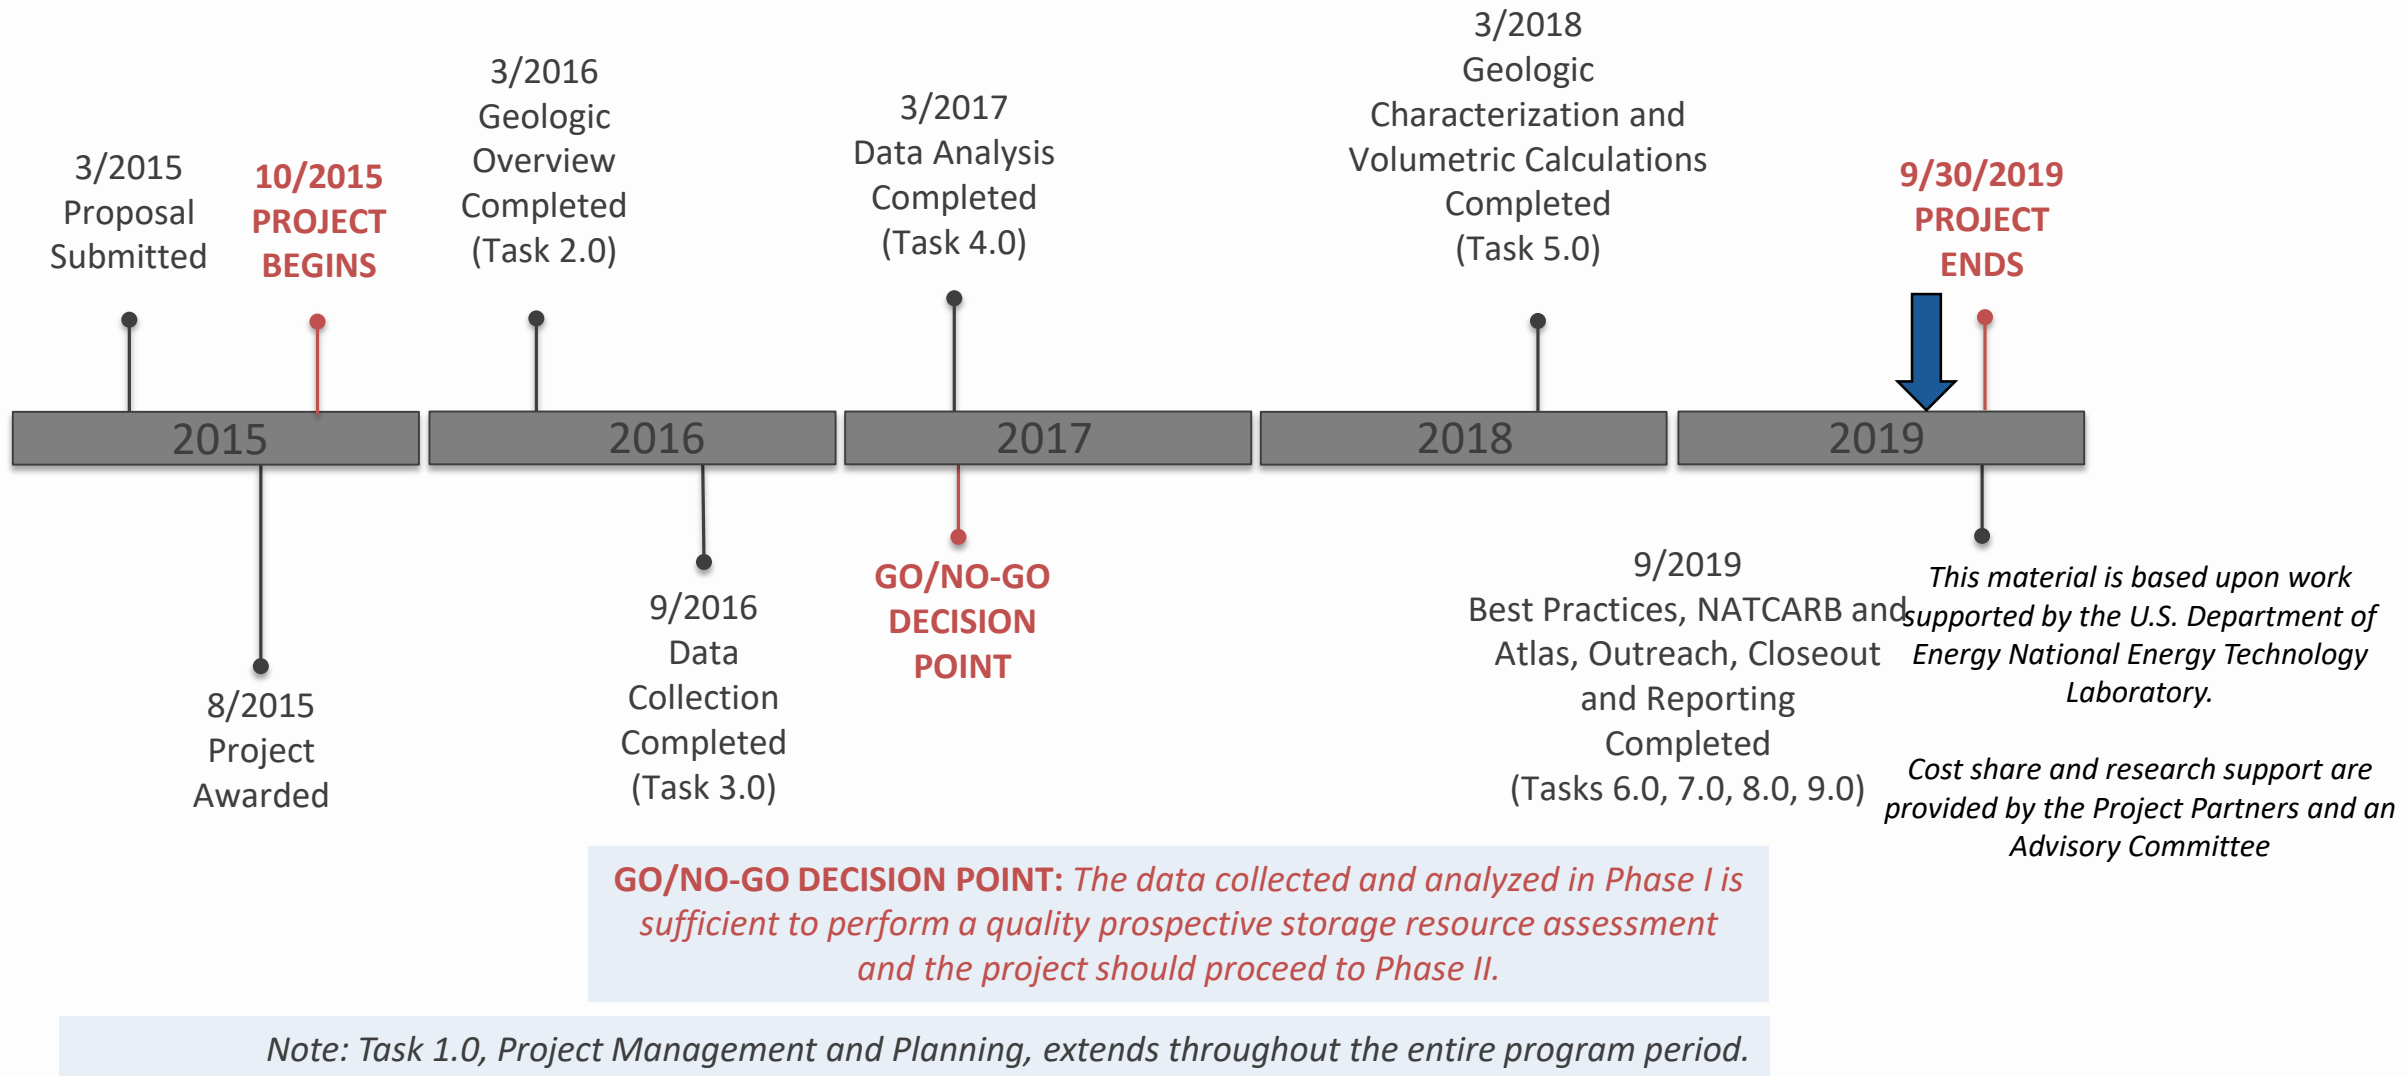 3/2015
Proposal
Submitted
10/2015
PROJECT
BEGINS
3/2016
Geologic
Overview
Completed
(Task 2.0)
3/2017
Data Analysis
Completed
(Task 4.0)
3/2018
Geologic
Characterization and
Volumetric Calculations
Completed
(Task 5.0)
9/30/2019
PROJECT
ENDS
2015
2016
2017
2018
2019
8/2015
Project
Awarded
9/2016
Data
Collection
Completed
(Task 3.0)
GO/NO-GO
DECISION
POINT
9/2019
Best Practices, NATCARB and
Atlas, Outreach, Closeout
and Reporting
Completed
(Tasks 6.0, 7.0, 8.0, 9.0)
This material is based upon work
supported by the U.S. Department of
Energy National Energy Technology
Laboratory.
Cost share and research support are
provided by the Project Partners and an
Advisory Committee
GO/NO-GO DECISION POINT: The data collected and analyzed in Phase I is
sufficient to perform a quality prospective storage resource assessment
and the project should proceed to Phase II.
Note: Task 1.0, Project Management and Planning, extends throughout the entire program period.